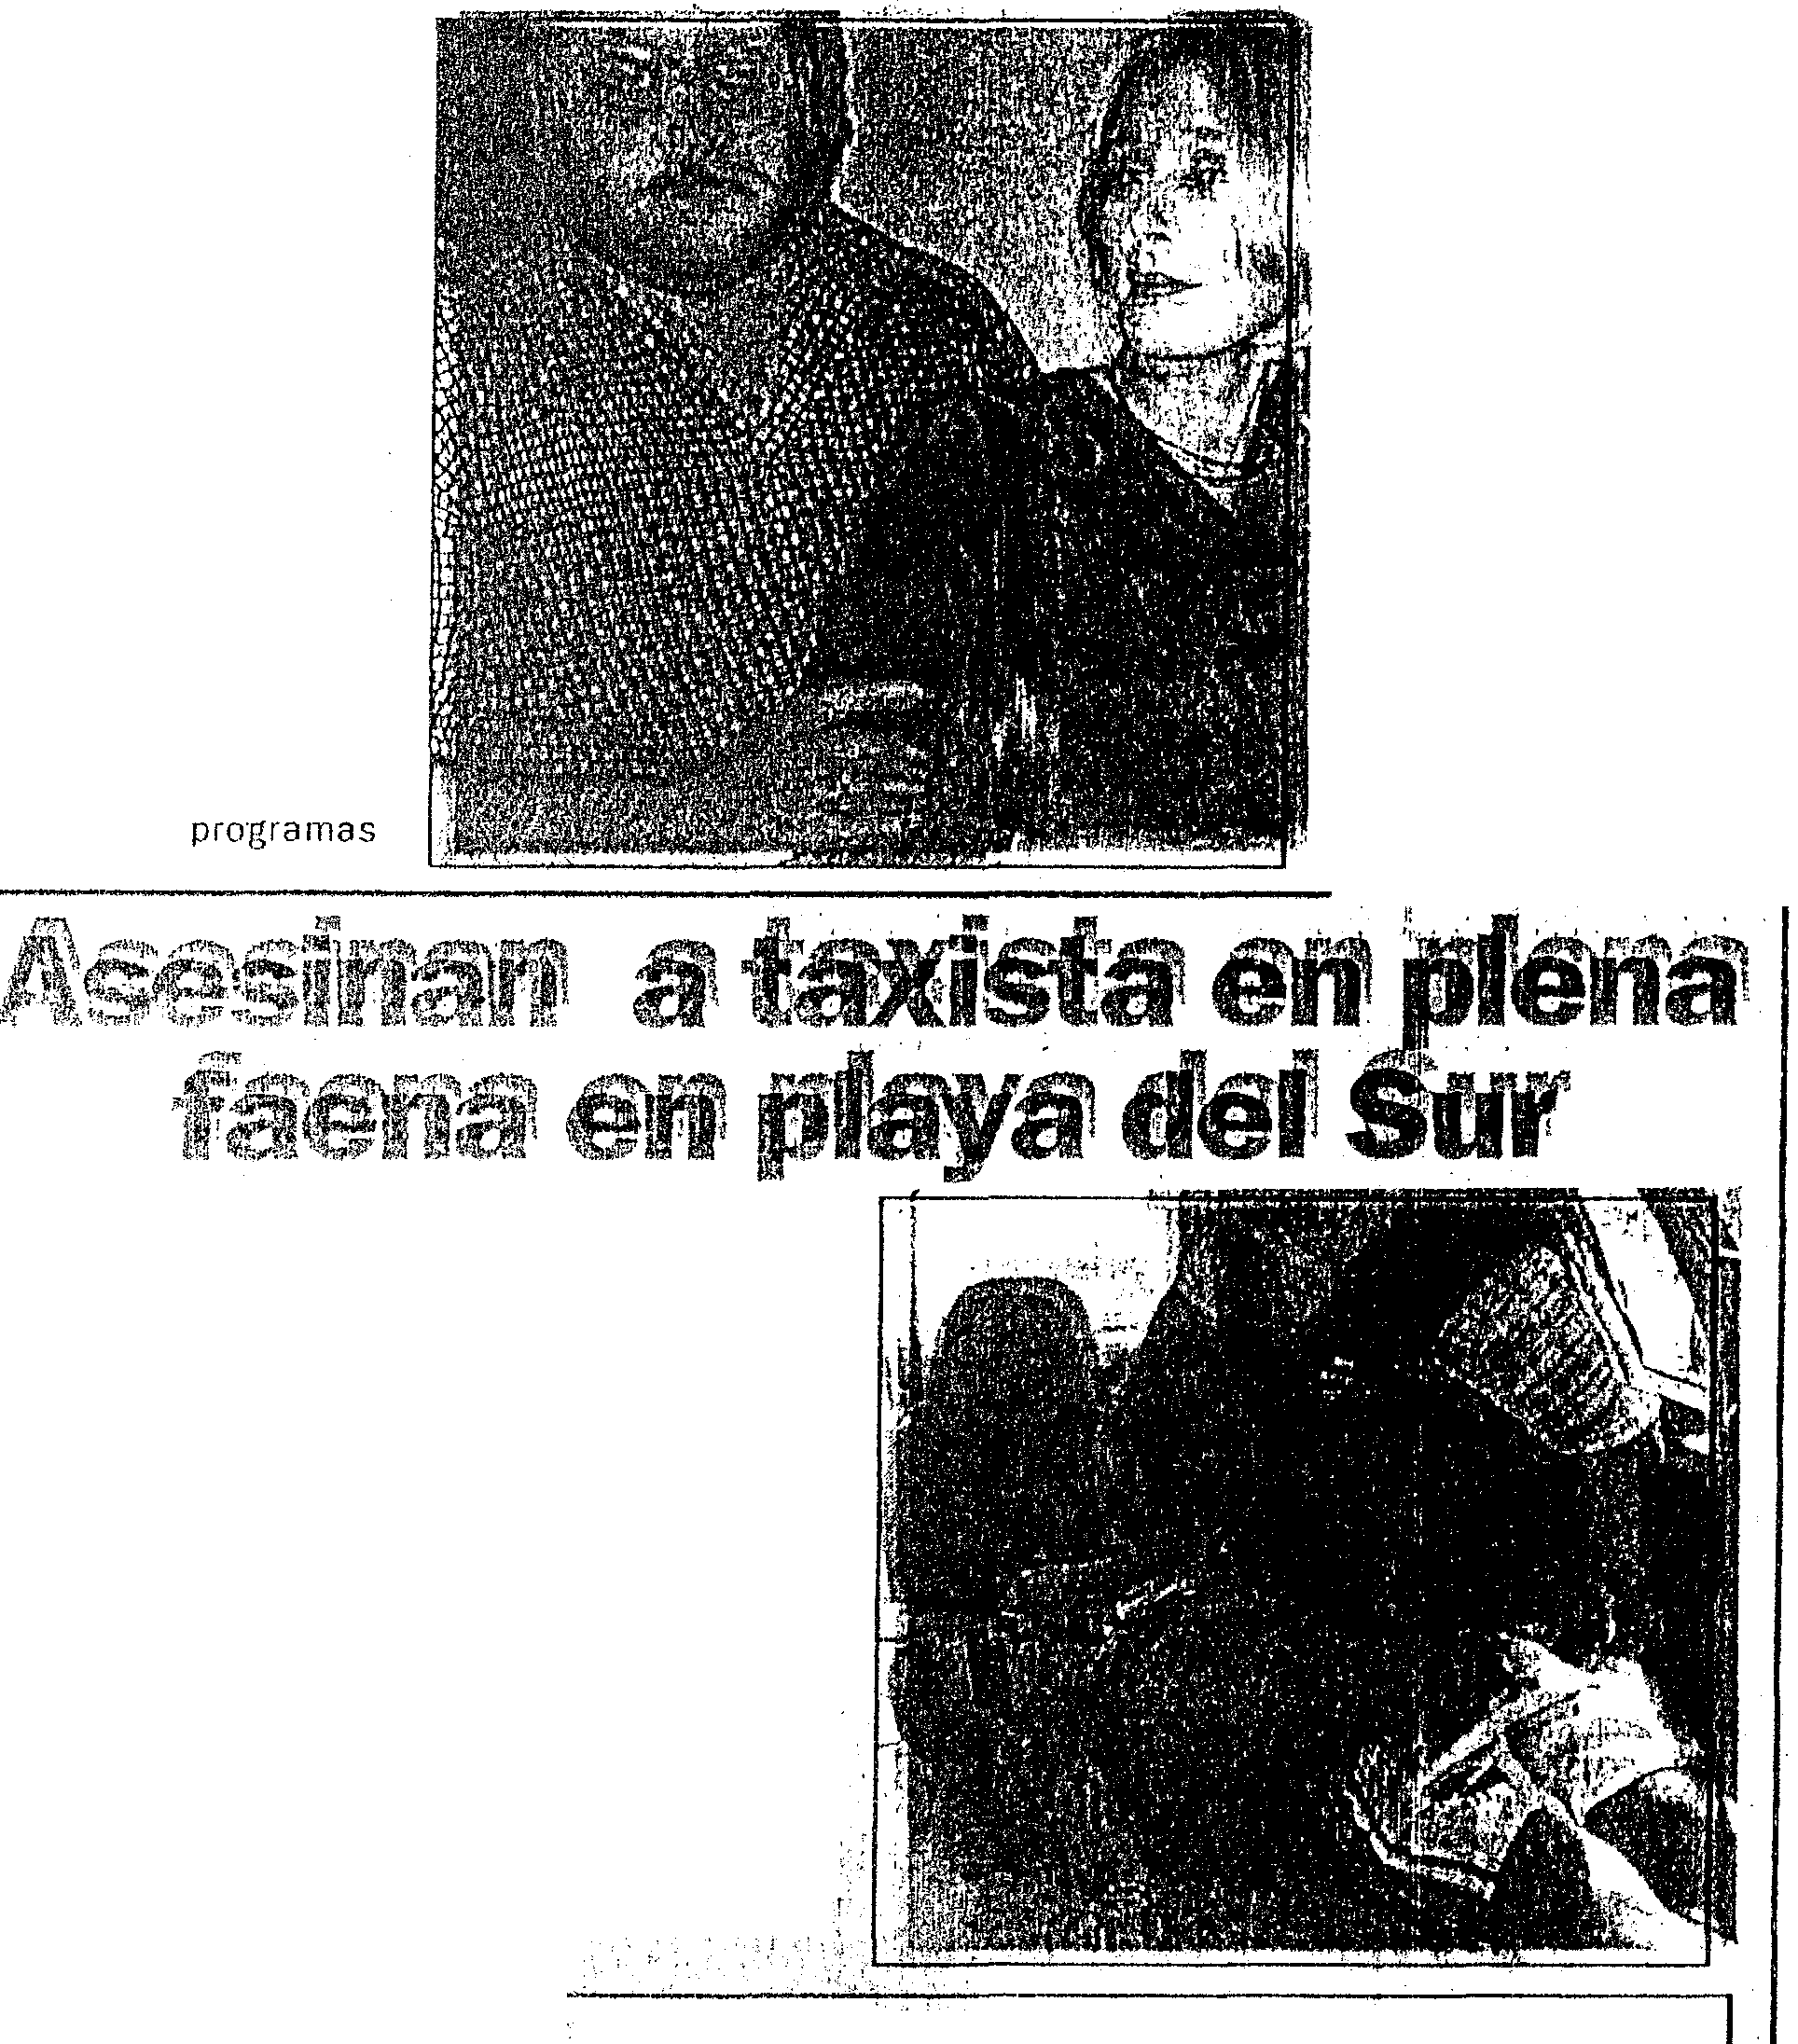 programas
Asesinan a taxista en plena
faena en playa del Sur